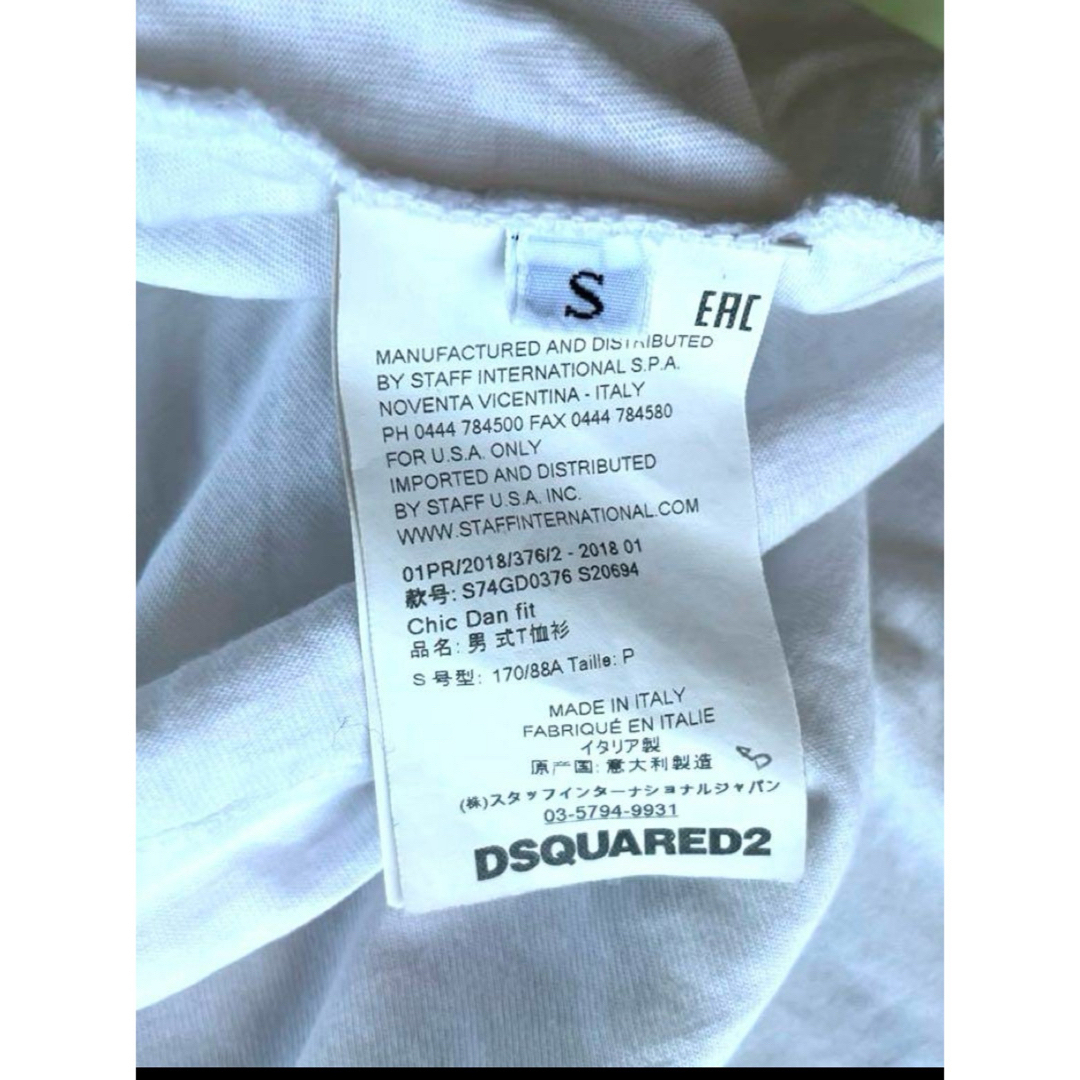 S
EAC
MANUFACTURED AND DISTRIBUTED
BY STAFF INTERNATIONAL S.P.A.
NOVENTA VICENTINA - ITALY
PH 0444 784500 FAX 0444 784580
FOR U.S.A. ONLY
IMPORTED AND DISTRIBUTED
BY STAFF U.S.A. INC.
WWW.STAFFINTERNATIONAL.COM
01PR/2018/376/2 - 2018 01
款号: S74GD0376 S20694
Chic Dan fit
品名: 男 式T恤衫
S 号型: 170/88A Taille: P
MADE IN ITALY
FABRIQUÉ EN ITALIE
イタリア製
原产国: 意大利製造
(株)スタッフインターナショナルジャパン
03-5794-9931
DSQUARED2